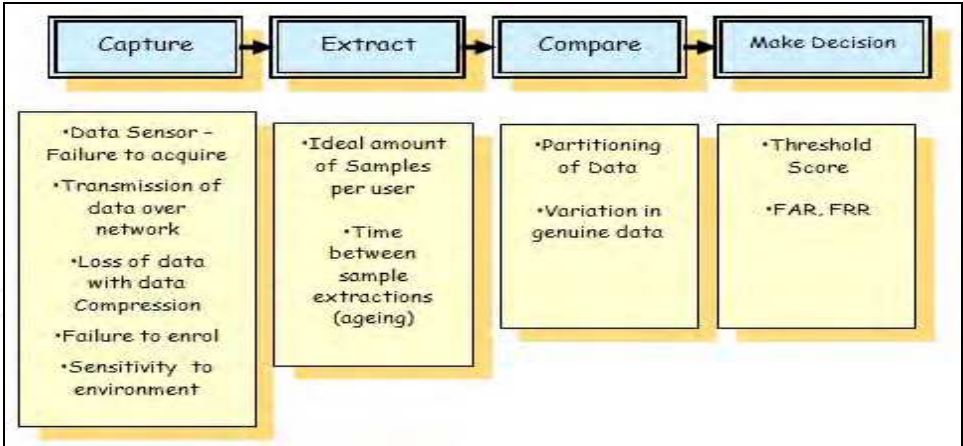 Capture
Extract
Compare
Make Decision
•Data Sensor –
Failure to acquire
•Transmission of
data over
network
•Loss of data
with data
Compression
•Failure to enrol
•Sensitivity to
environment
•Ideal amount
of Samples
per user
•Time
between
sample
extractions
(ageing)
•Partitioning
of Data
•Variation in
genuine data
•Threshold
Score
•FAR, FRR